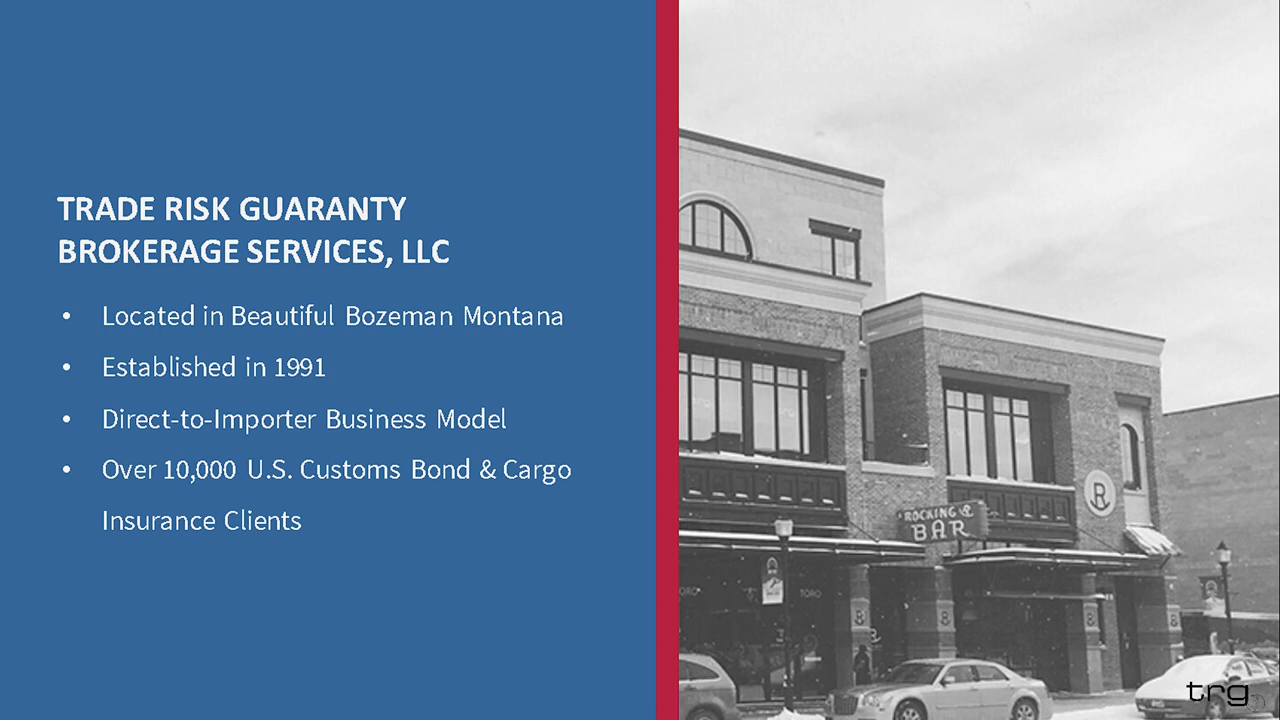 TRADE RISK GUARANTY
BROKERAGE SERVICES, LLC
• Located in Beautiful Bozeman Montana
• Established in 1991
• Direct-to-Importer Business Model
• Over 10,000 U.S. Customs Bond & Cargo
Insurance Clients
R
ROCKING R
BAR
TORO
trg